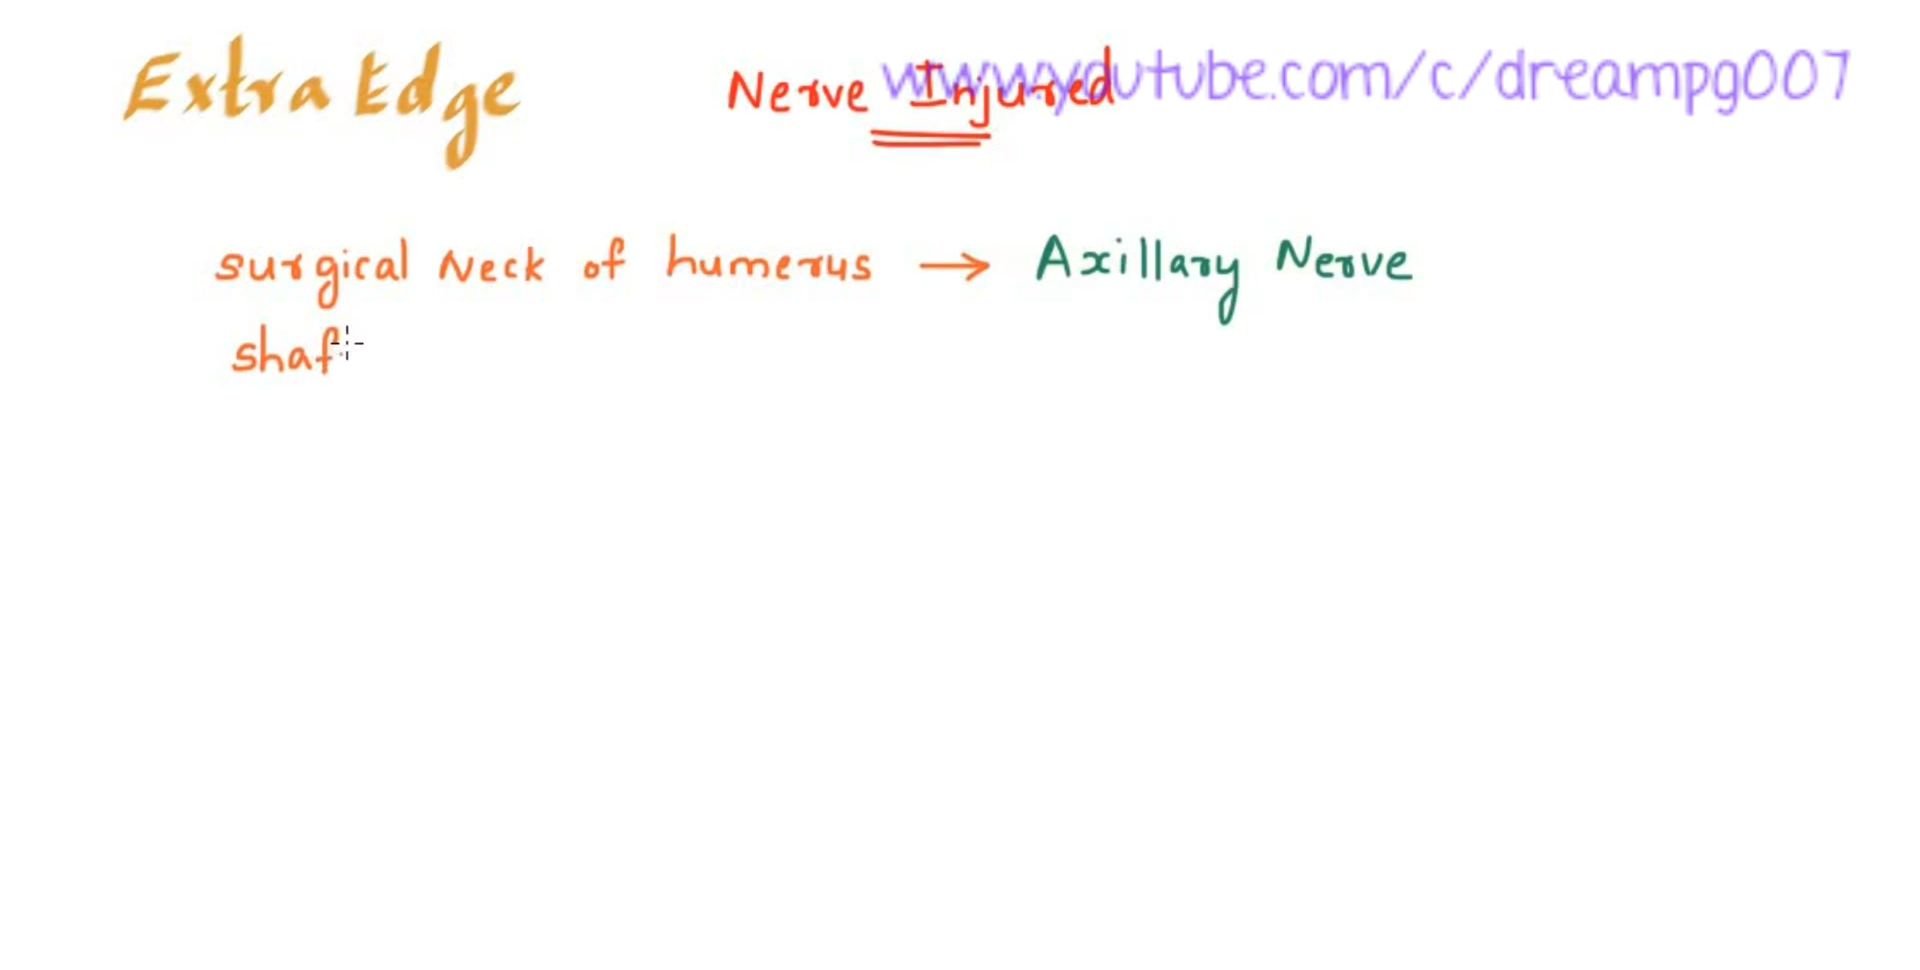 Extra Edge
Nerve Injured
www.youtube.com/c/dreampg007
surgical Neck of humerus → Axillary Nerve
shaf